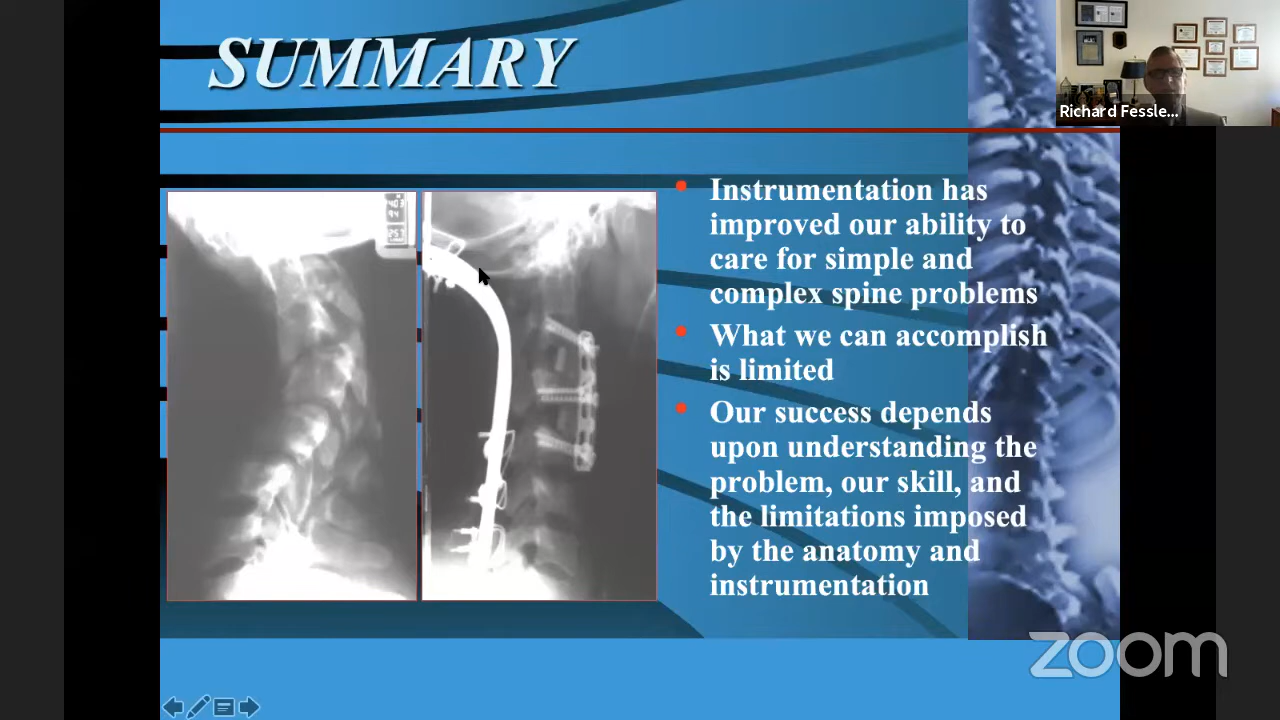 SUMMARY
Richard Fessle...
Instrumentation has
improved our ability to
care for simple and
complex spine problems
What we can accomplish
is limited
Our success depends
upon understanding the
problem, our skill, and
the limitations imposed
by the anatomy and
instrumentation
zoom